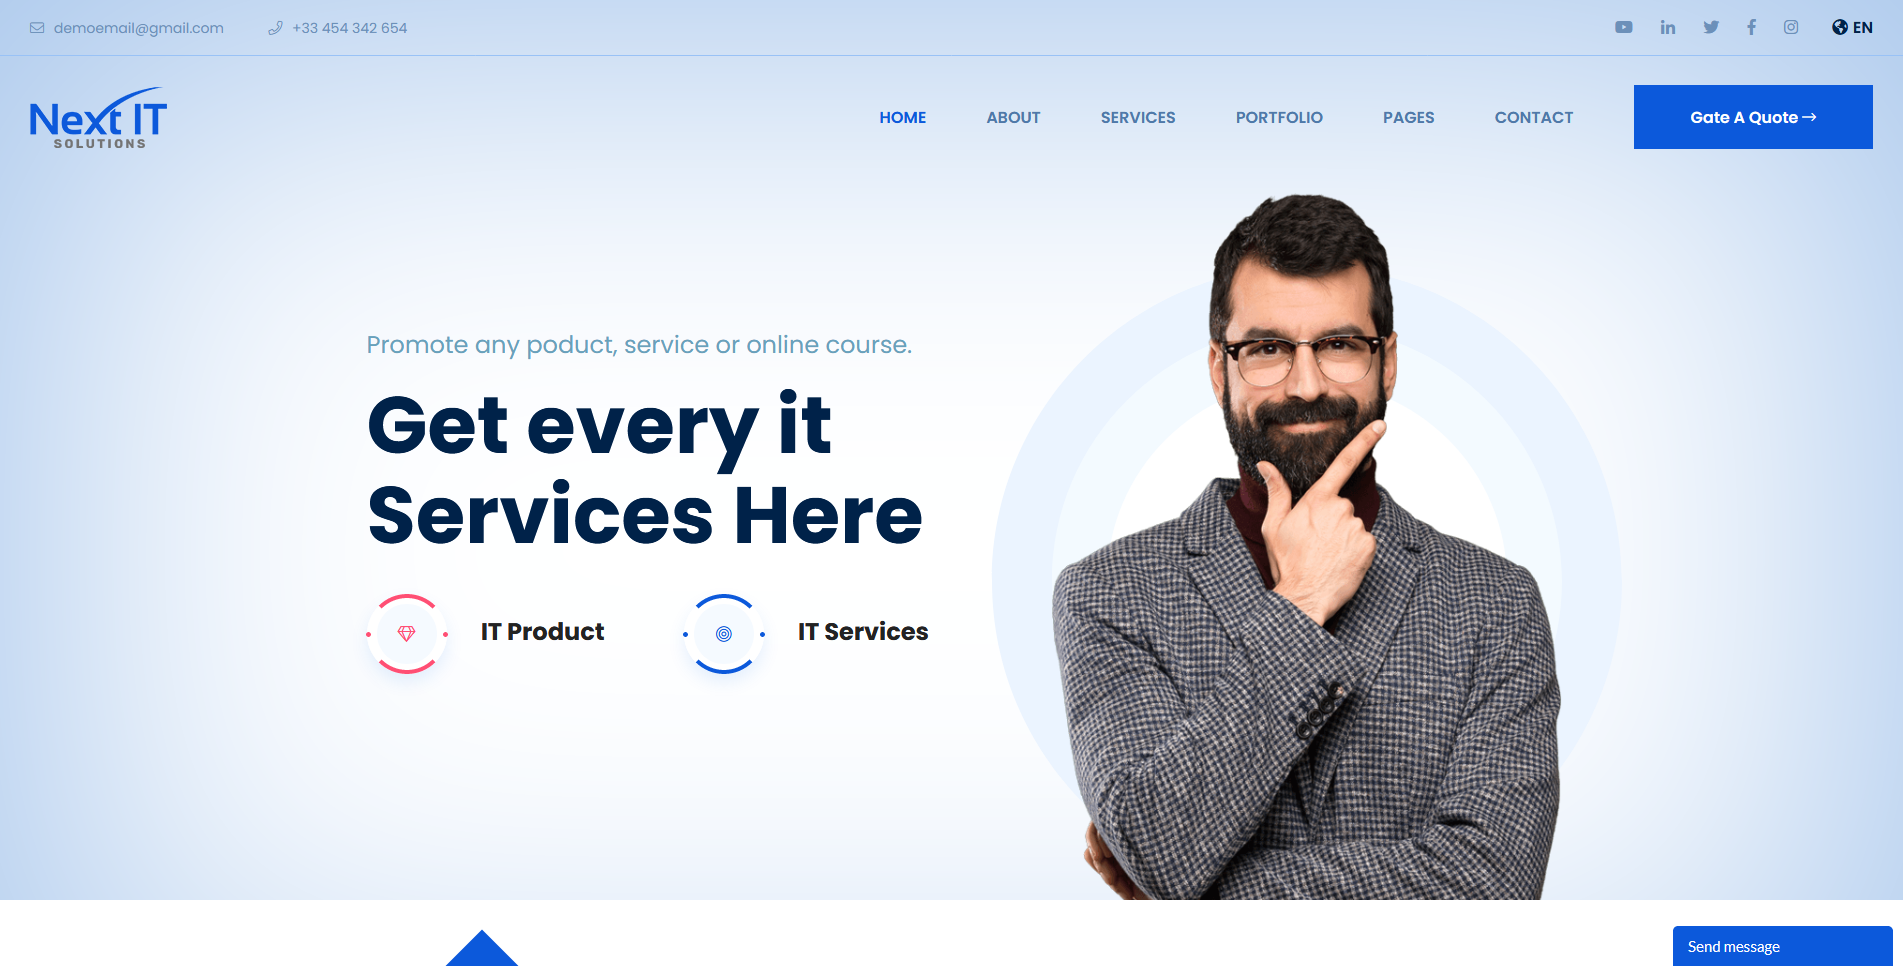 demoemail@gmail.com
+33 454 342 654
EN
Next IT
SOLUTIONS
HOME
ABOUT
SERVICES
PORTFOLIO
PAGES
CONTACT
Gate A Quote →
Promote any poduct, service or online course.
Get every it
Services Here
IT Product
IT Services
Send message